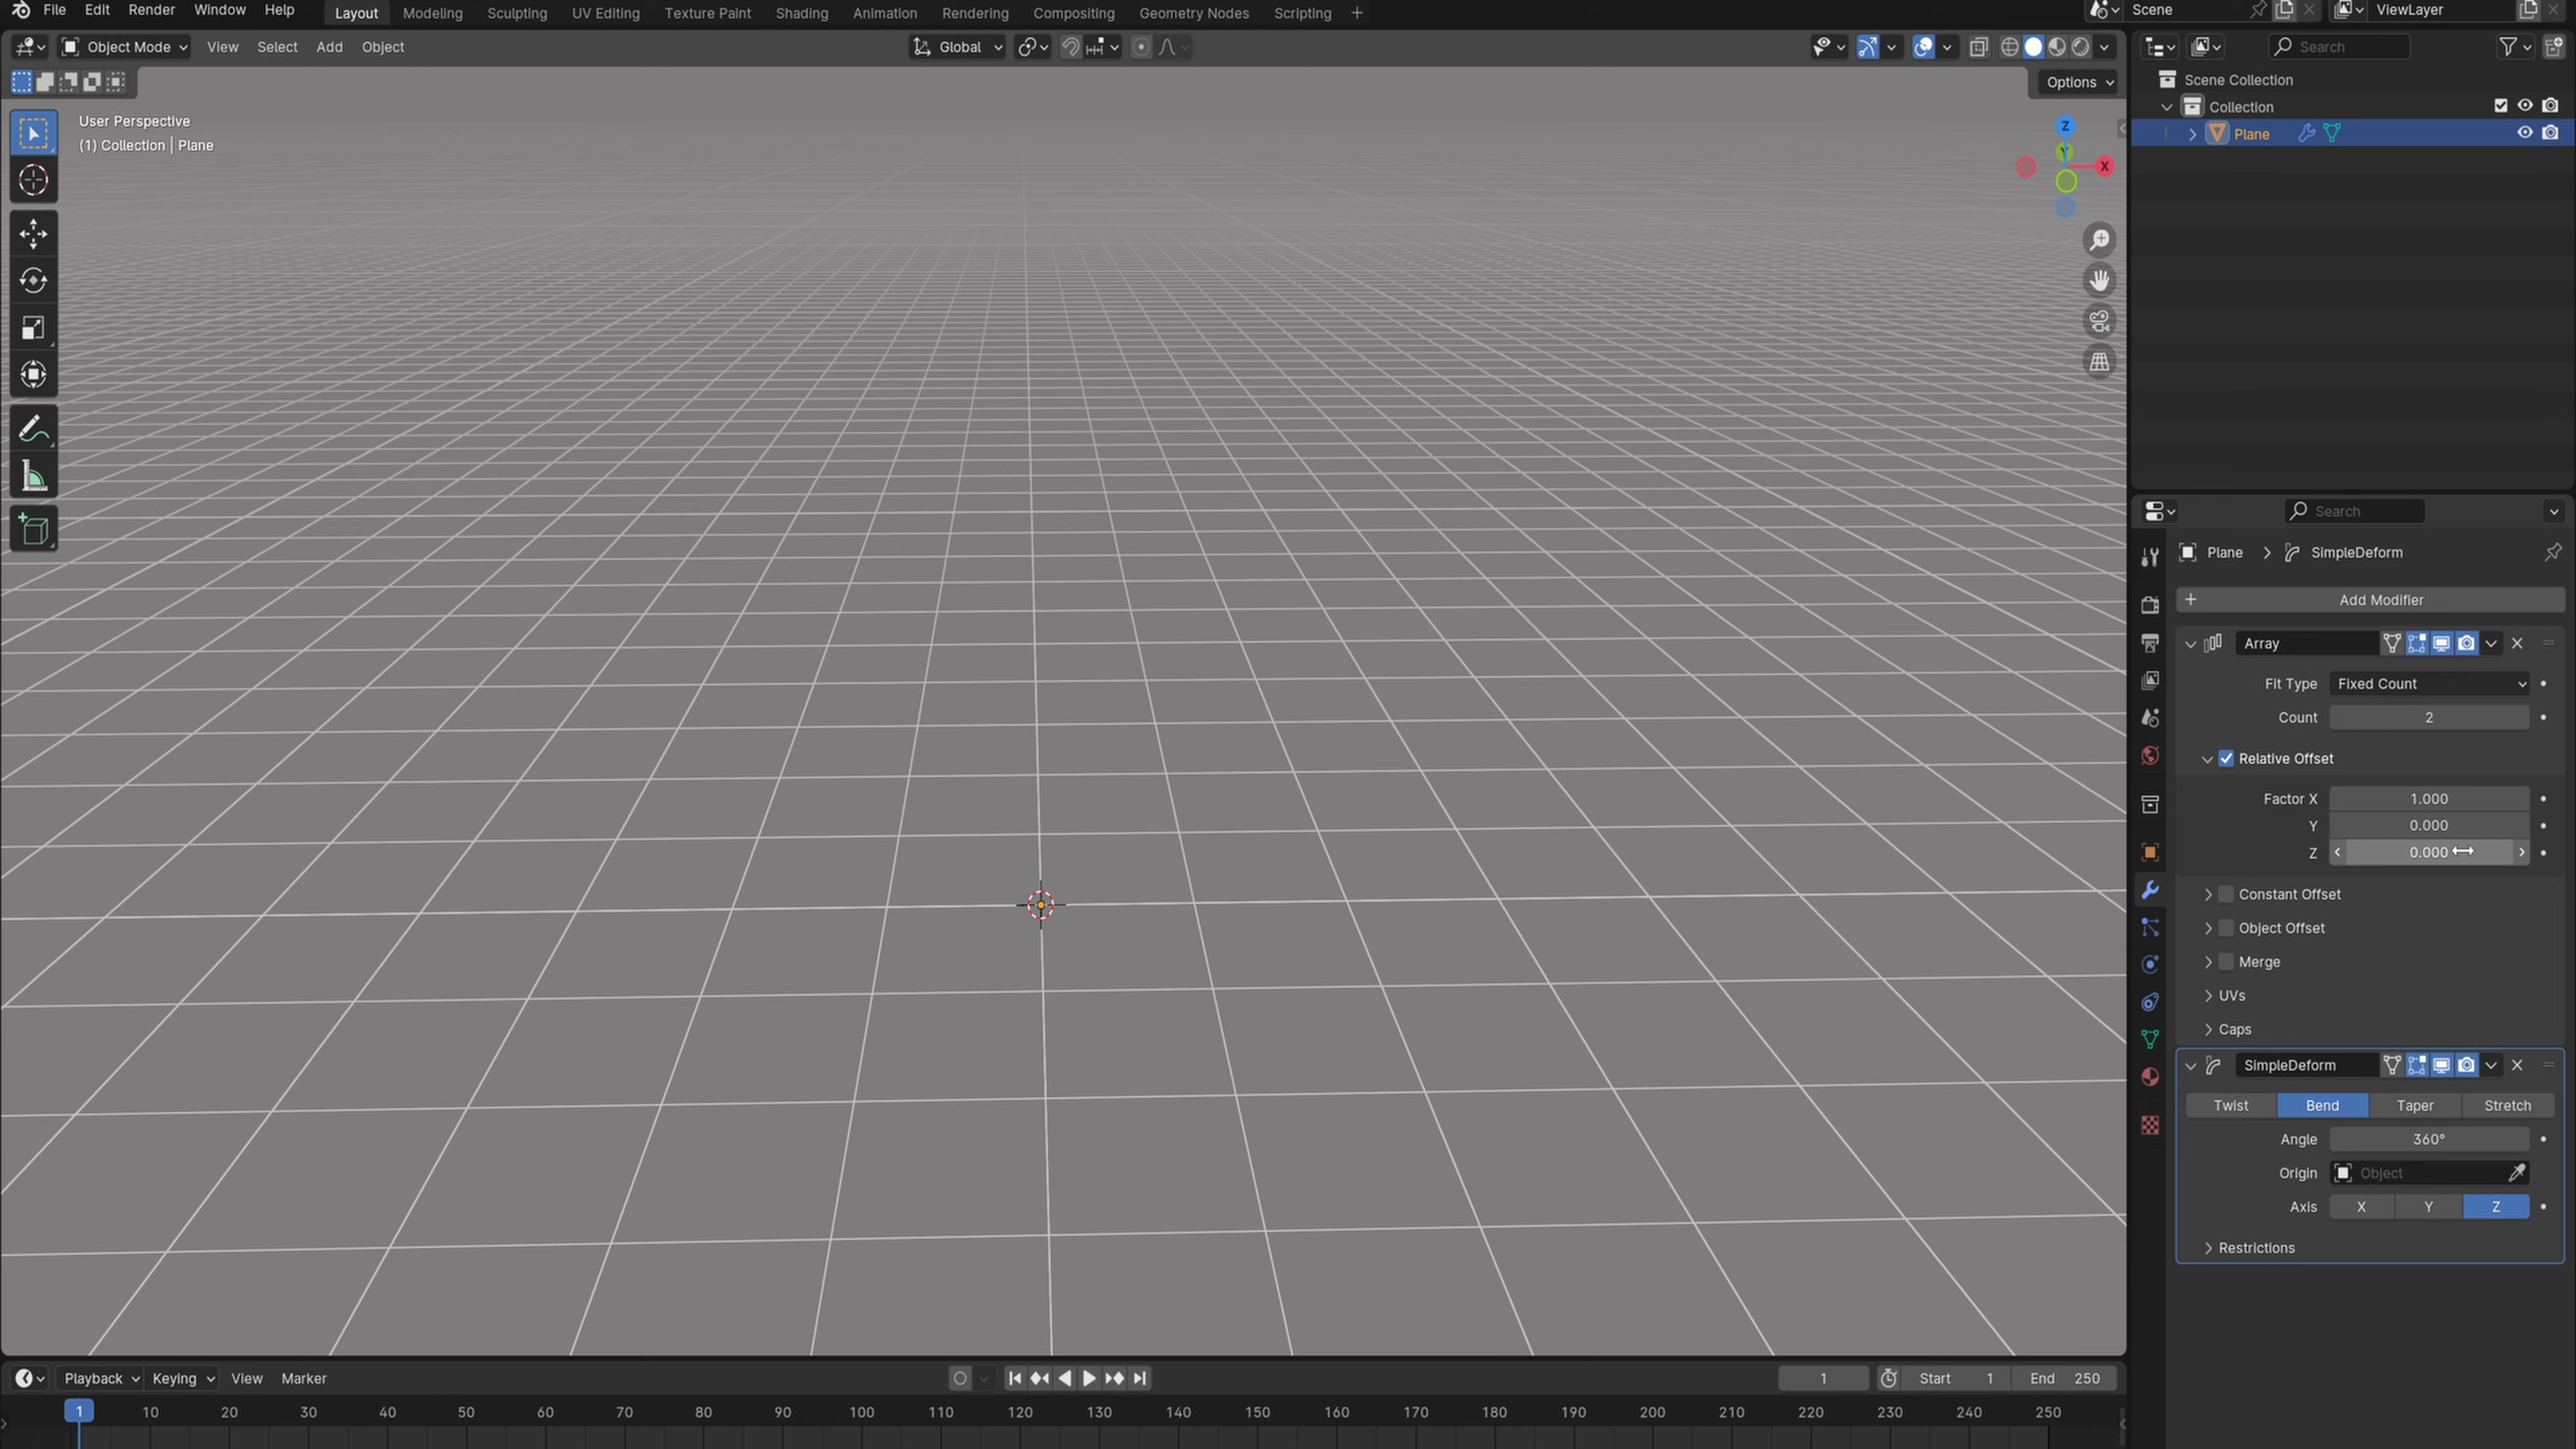 File Edit Render Window Help Layout Modeling Sculpting UV Editing Texture Paint Shading Animation Rendering Compositing Geometry Nodes Scripting + Scene ViewLayer
Object Mode View Select Add Object Global Search
Options
Scene Collection
Collection
Plane
User Perspective
(1) Collection | Plane
Z
Y
X
Search
Plane > SimpleDeform
+ Add Modifier
Array
Fit Type Fixed Count
Count 2
Relative Offset
Factor X 1.000
Y 0.000
Z 0.000
Constant Offset
Object Offset
Merge
UVs
Caps
SimpleDeform
Twist Bend Taper Stretch
Angle 360°
Origin Object
Axis X Y Z
Restrictions
Playback Keying View Marker 1 Start 1 End 250
1 10 20 30 40 50 60 70 80 90 100 110 120 130 140 150 160 170 180 190 200 210 220 230 240 250